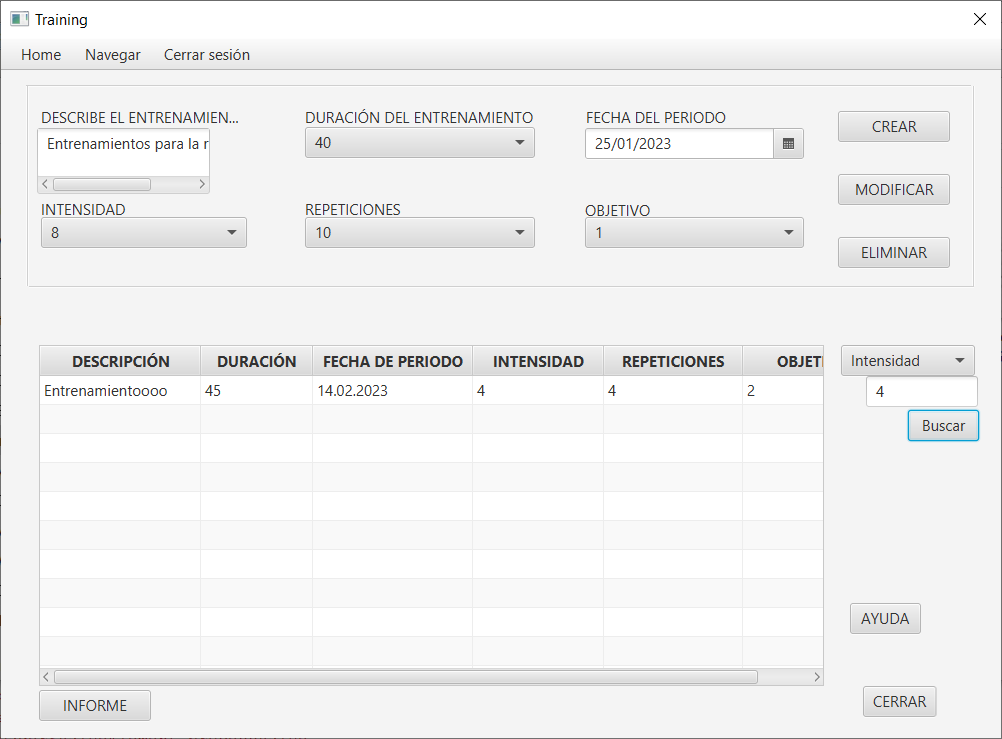 Training
Home Navegar Cerrar sesión
DESCRIBE EL ENTRENAMIEN... DURACIÓN DEL ENTRENAMIENTO FECHA DEL PERIODO
Entrenamientos para la r 40 25/01/2023 CREAR
MODIFICAR
INTENSIDAD REPETICIONES OBJETIVO
8 10 1
ELIMINAR
DESCRIPCIÓN DURACIÓN FECHA DE PERIODO INTENSIDAD REPETICIONES OBJETI Intensidad
Entrenamientoooo 45 14.02.2023 4 4 2 4
Buscar
AYUDA
INFORME CERRAR